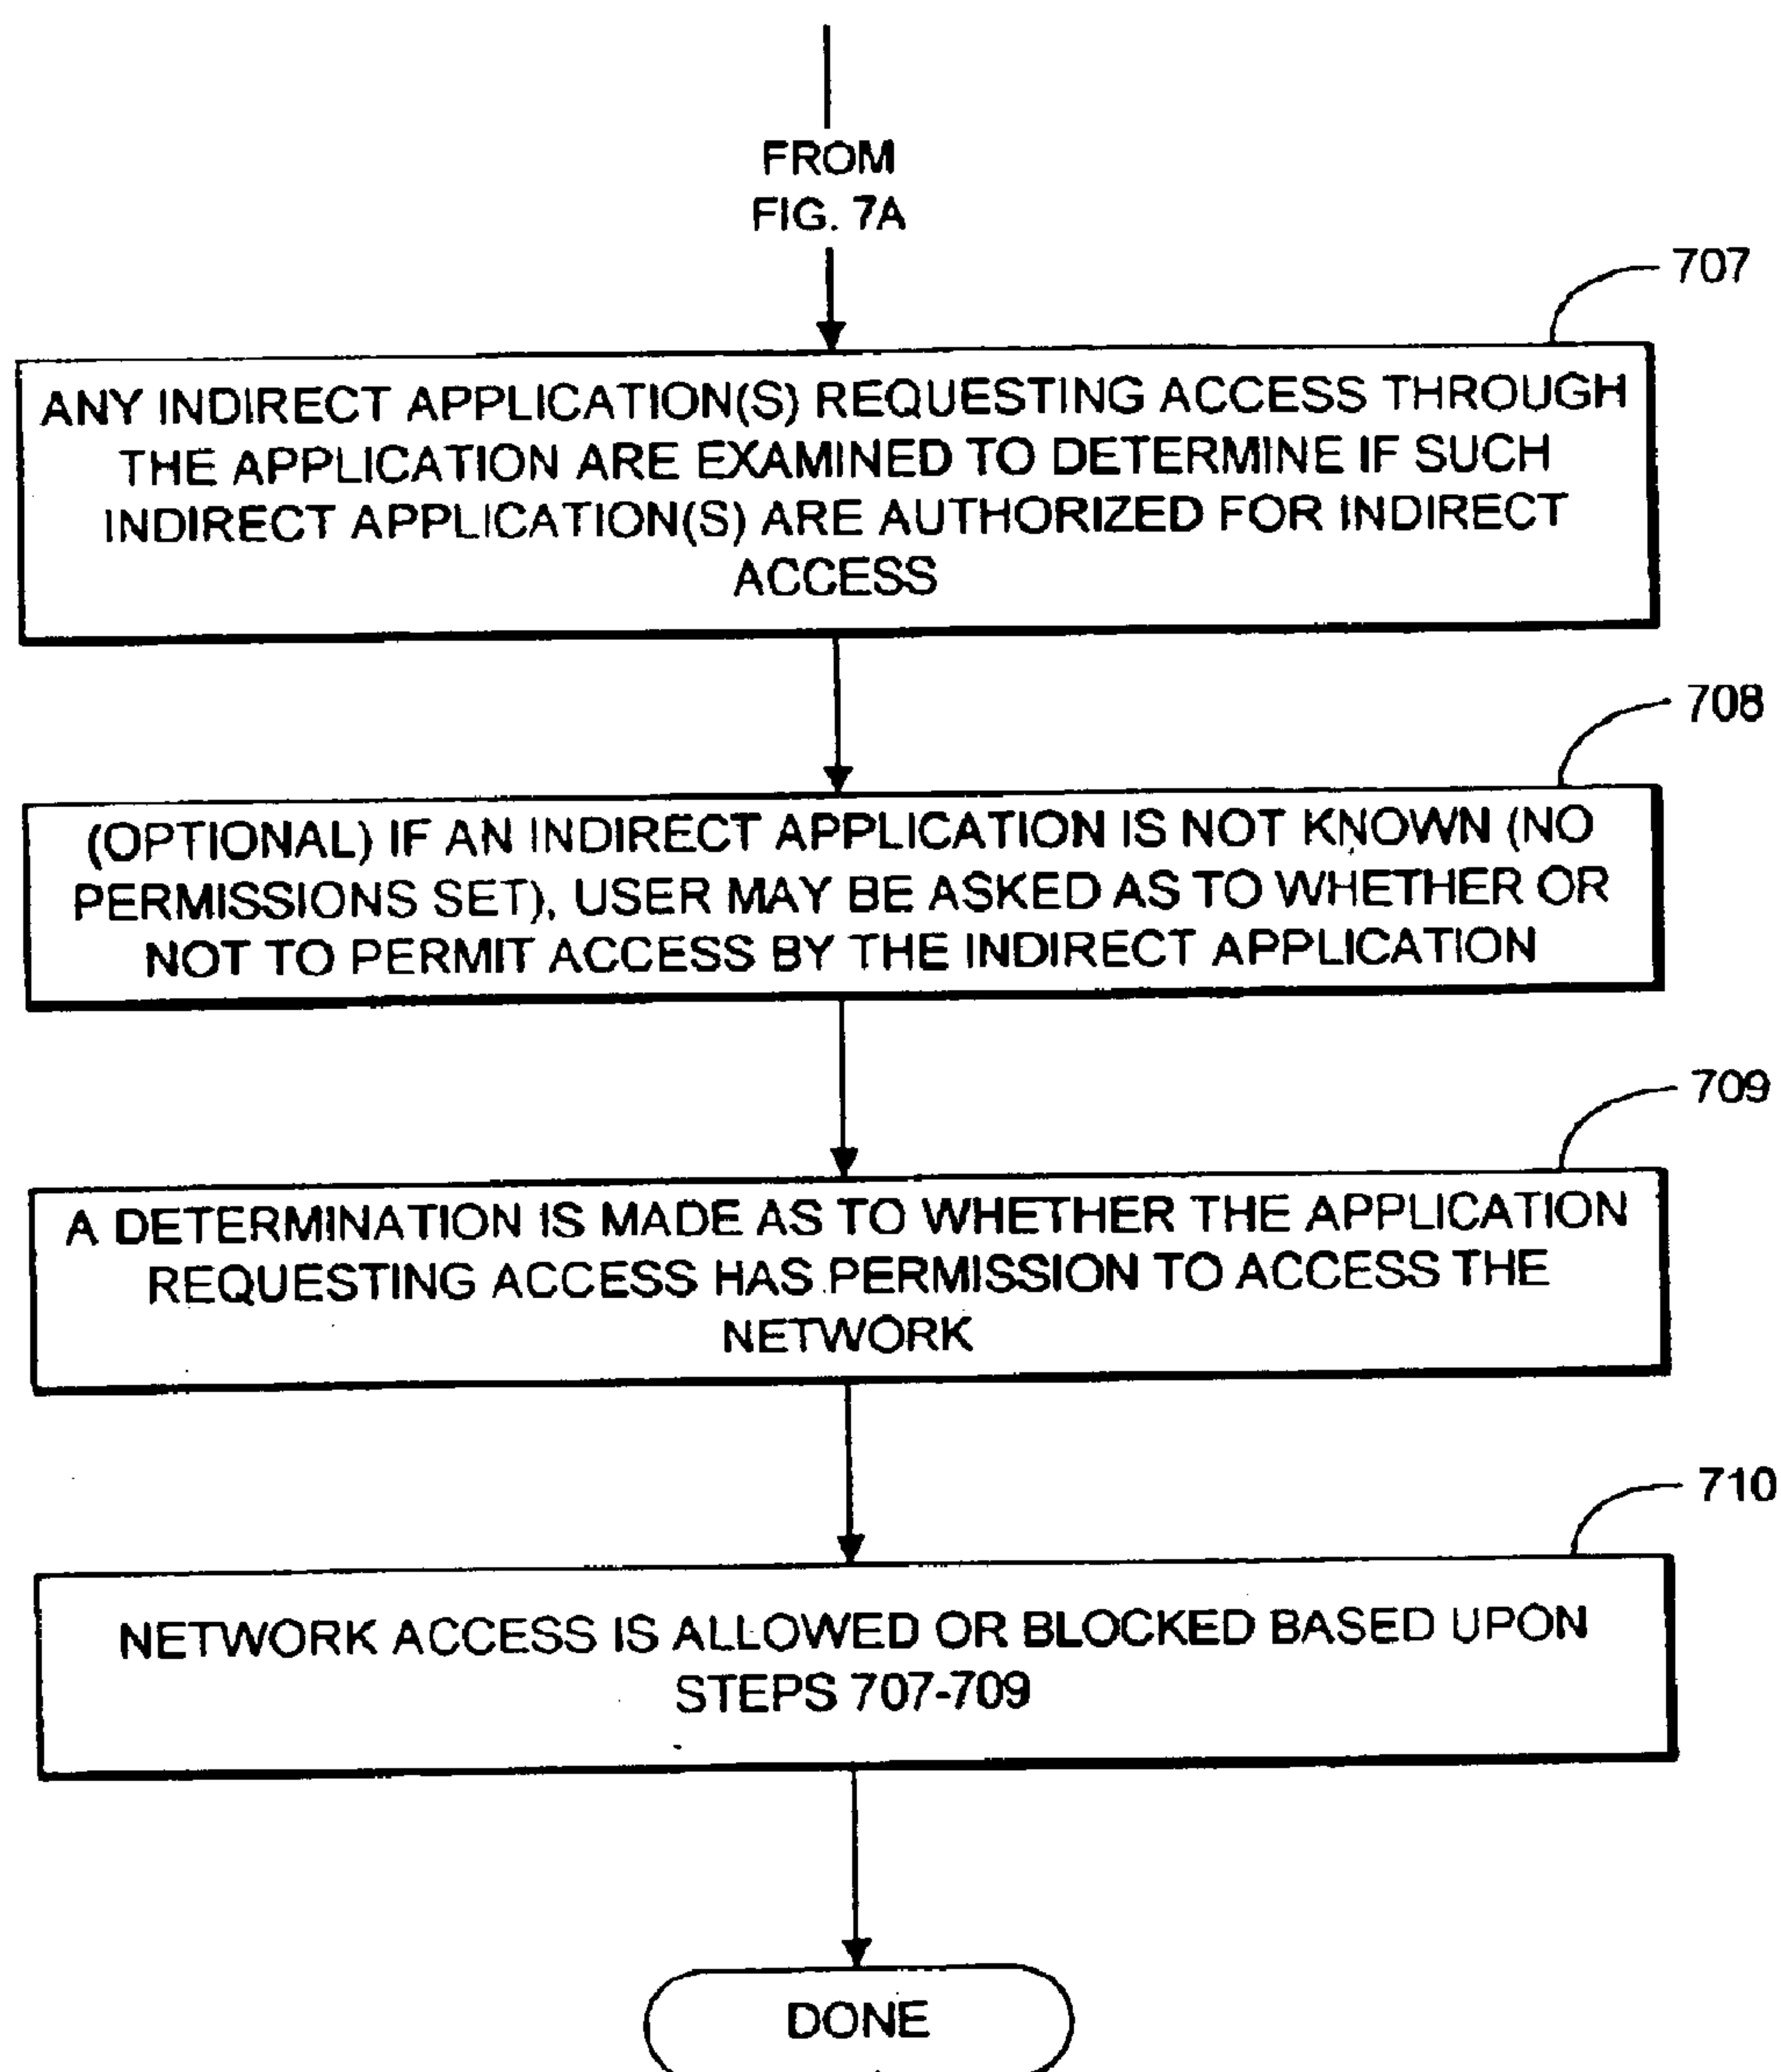 FROM
FIG. 7A
707
ANY INDIRECT APPLICATION(S) REQUESTING ACCESS THROUGH
THE APPLICATION ARE EXAMINED TO DETERMINE IF SUCH
INDIRECT APPLICATION(S) ARE AUTHORIZED FOR INDIRECT
ACCESS
708
(OPTIONAL) IF AN INDIRECT APPLICATION IS NOT KNOWN (NO
PERMISSIONS SET), USER MAY BE ASKED AS TO WHETHER OR
NOT TO PERMIT ACCESS BY THE INDIRECT APPLICATION
709
A DETERMINATION IS MADE AS TO WHETHER THE APPLICATION
REQUESTING ACCESS HAS PERMISSION TO ACCESS THE
NETWORK
710
NETWORK ACCESS IS ALLOWED OR BLOCKED BASED UPON
STEPS 707-709
DONE